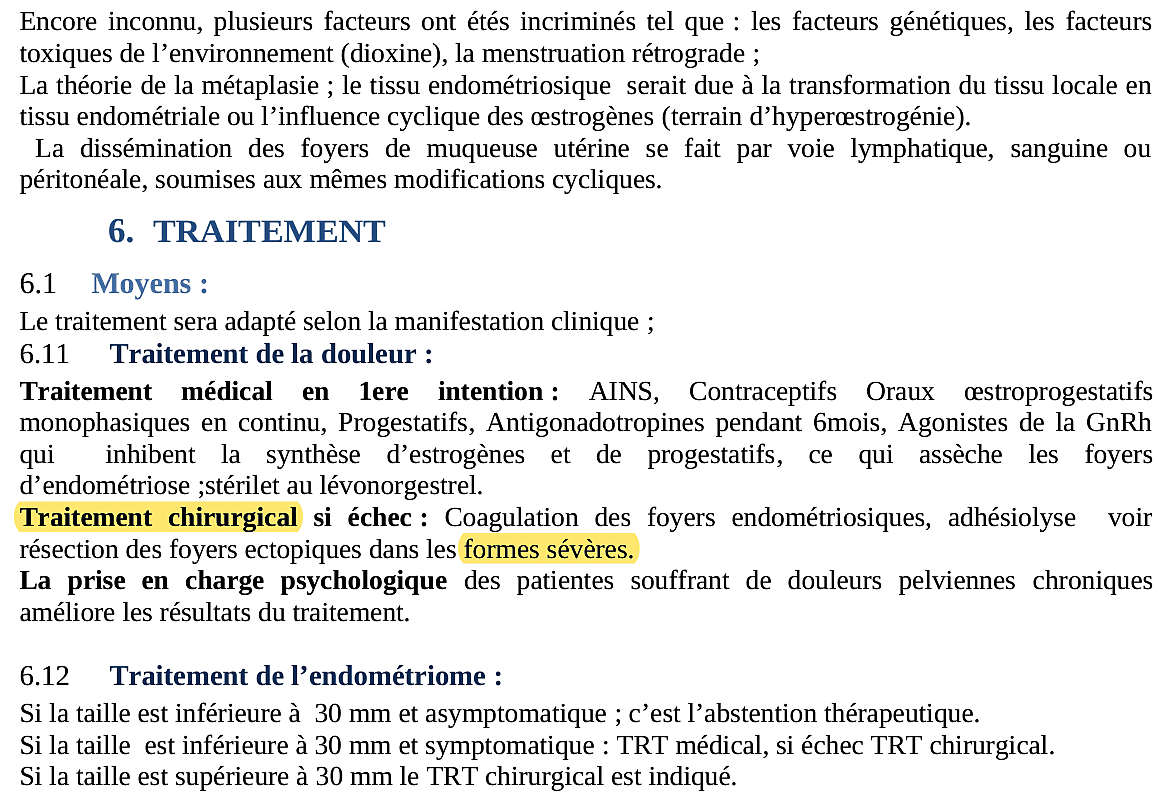 Encore inconnu, plusieurs facteurs ont étés incriminés tel que : les facteurs génétiques, les facteurs
toxiques de l’environnement (dioxine), la menstruation rétrograde ;
La théorie de la métaplasie ; le tissu endométriosique serait due à la transformation du tissu locale en
tissu endométriale ou l’influence cyclique des œstrogènes (terrain d’hyperœstrogénie).
La dissémination des foyers de muqueuse utérine se fait par voie lymphatique, sanguine ou
péritonéale, soumises aux mêmes modifications cycliques.
6. TRAITEMENT
6.1 Moyens :
Le traitement sera adapté selon la manifestation clinique ;
6.11 Traitement de la douleur :
Traitement médical en 1ere intention : AINS, Contraceptifs Oraux œstroprogestatifs
monophasiques en continu, Progestatifs, Antigonadotropines pendant 6mois, Agonistes de la GnRh
qui inhibent la synthèse d’estrogènes et de progestatifs, ce qui assèche les foyers
d’endométriose ;stérilet au lévonorgestrel.
Traitement chirurgical si échec : Coagulation des foyers endométriosiques, adhésiolyse voir
résection des foyers ectopiques dans les formes sévères.
La prise en charge psychologique des patientes souffrant de douleurs pelviennes chroniques
améliore les résultats du traitement.
6.12 Traitement de l’endométriome :
Si la taille est inférieure à 30 mm et asymptomatique ; c’est l’abstention thérapeutique.
Si la taille est inférieure à 30 mm et symptomatique : TRT médical, si échec TRT chirurgical.
Si la taille est supérieure à 30 mm le TRT chirurgical est indiqué.